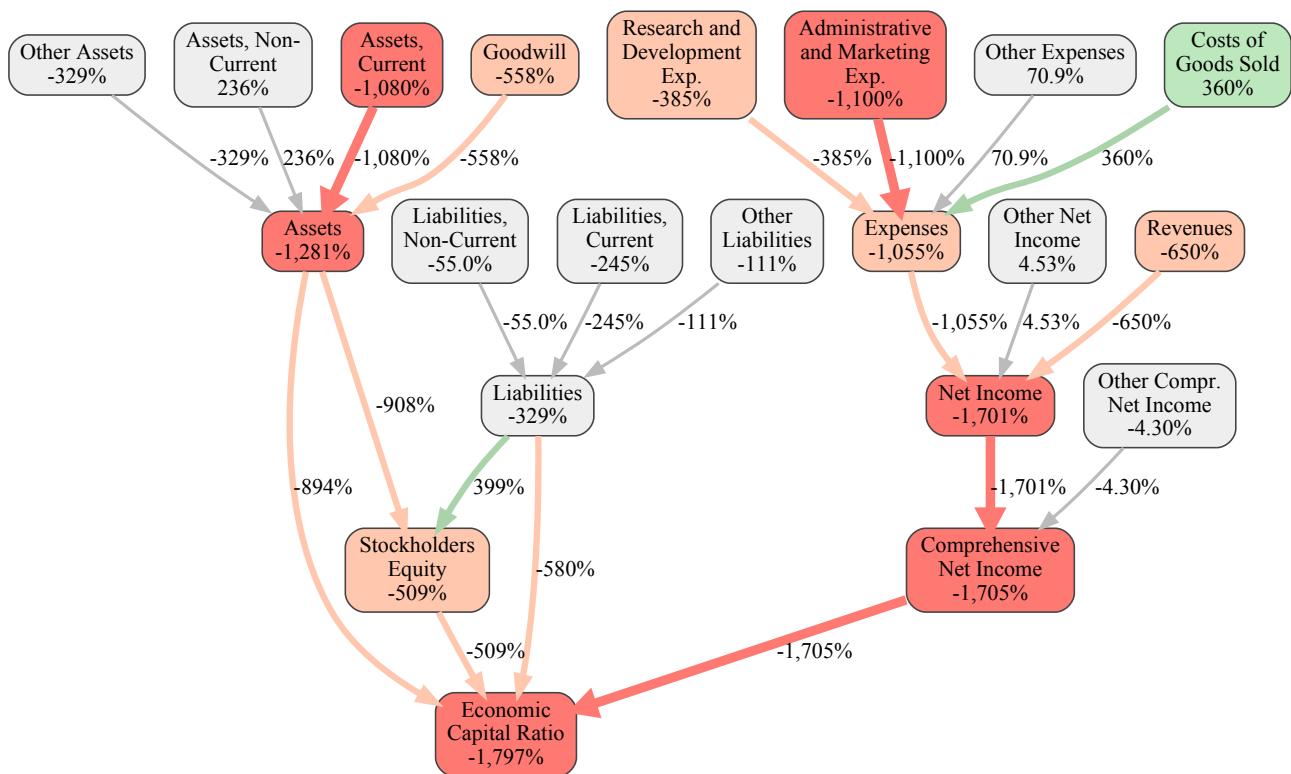 Other Assets
-329%
Assets, Non-
Current
236%
Assets,
Current
-1,080%
Goodwill
-558%
Research and
Development
Exp.
-385%
Administrative
and Marketing
Exp.
-1,100%
Other Expenses
70.9%
Costs of
Goods Sold
360%
-329%
236%
-1,080%
-558%
-385%
-1,100%
70.9%
360%
Assets
-1,281%
Liabilities,
Non-Current
-55.0%
Liabilities,
Current
-245%
Other
Liabilities
-111%
Expenses
-1,055%
Other Net
Income
4.53%
Revenues
-650%
-55.0%
-245%
-111%
-1,055%
4.53%
-650%
-908%
Liabilities
-329%
Net Income
-1,701%
Other Compr.
Net Income
-4.30%
-894%
399%
-580%
-1,701%
-4.30%
Stockholders
Equity
-509%
Comprehensive
Net Income
-1,705%
-509%
-1,705%
Economic
Capital Ratio
-1,797%